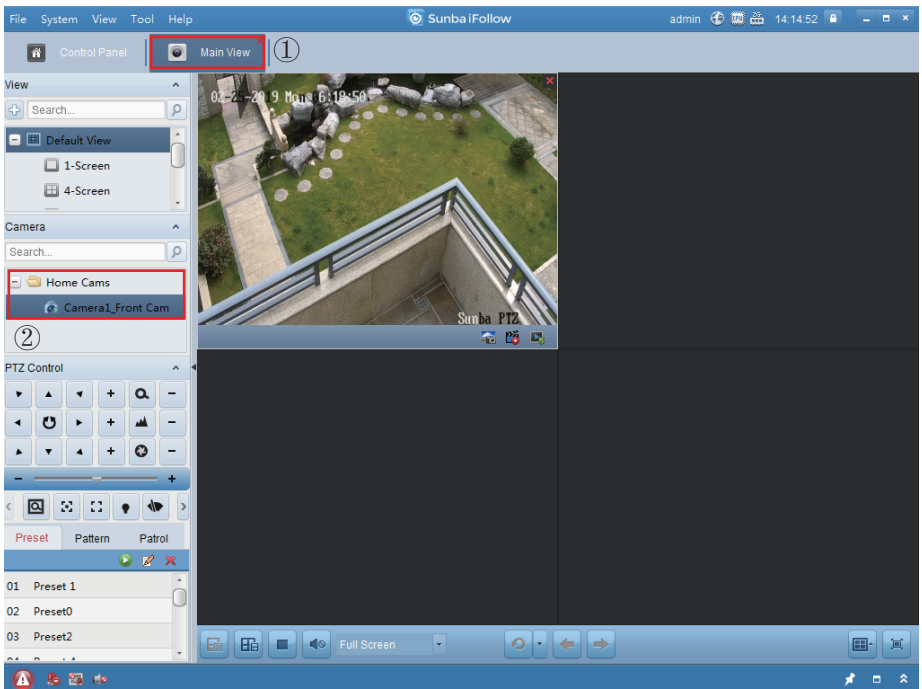 File System View Tool Help
Sunba iFollow
admin
14:14:52
Control Panel
Main View
①
View
Search...
Default View
1-Screen
4-Screen
Camera
Search...
Home Cams
Camera1_Front Cam
②
PTZ Control
Preset Pattern Patrol
01 Preset 1
02 Preset0
03 Preset2
Sunba PTZ
Full Screen